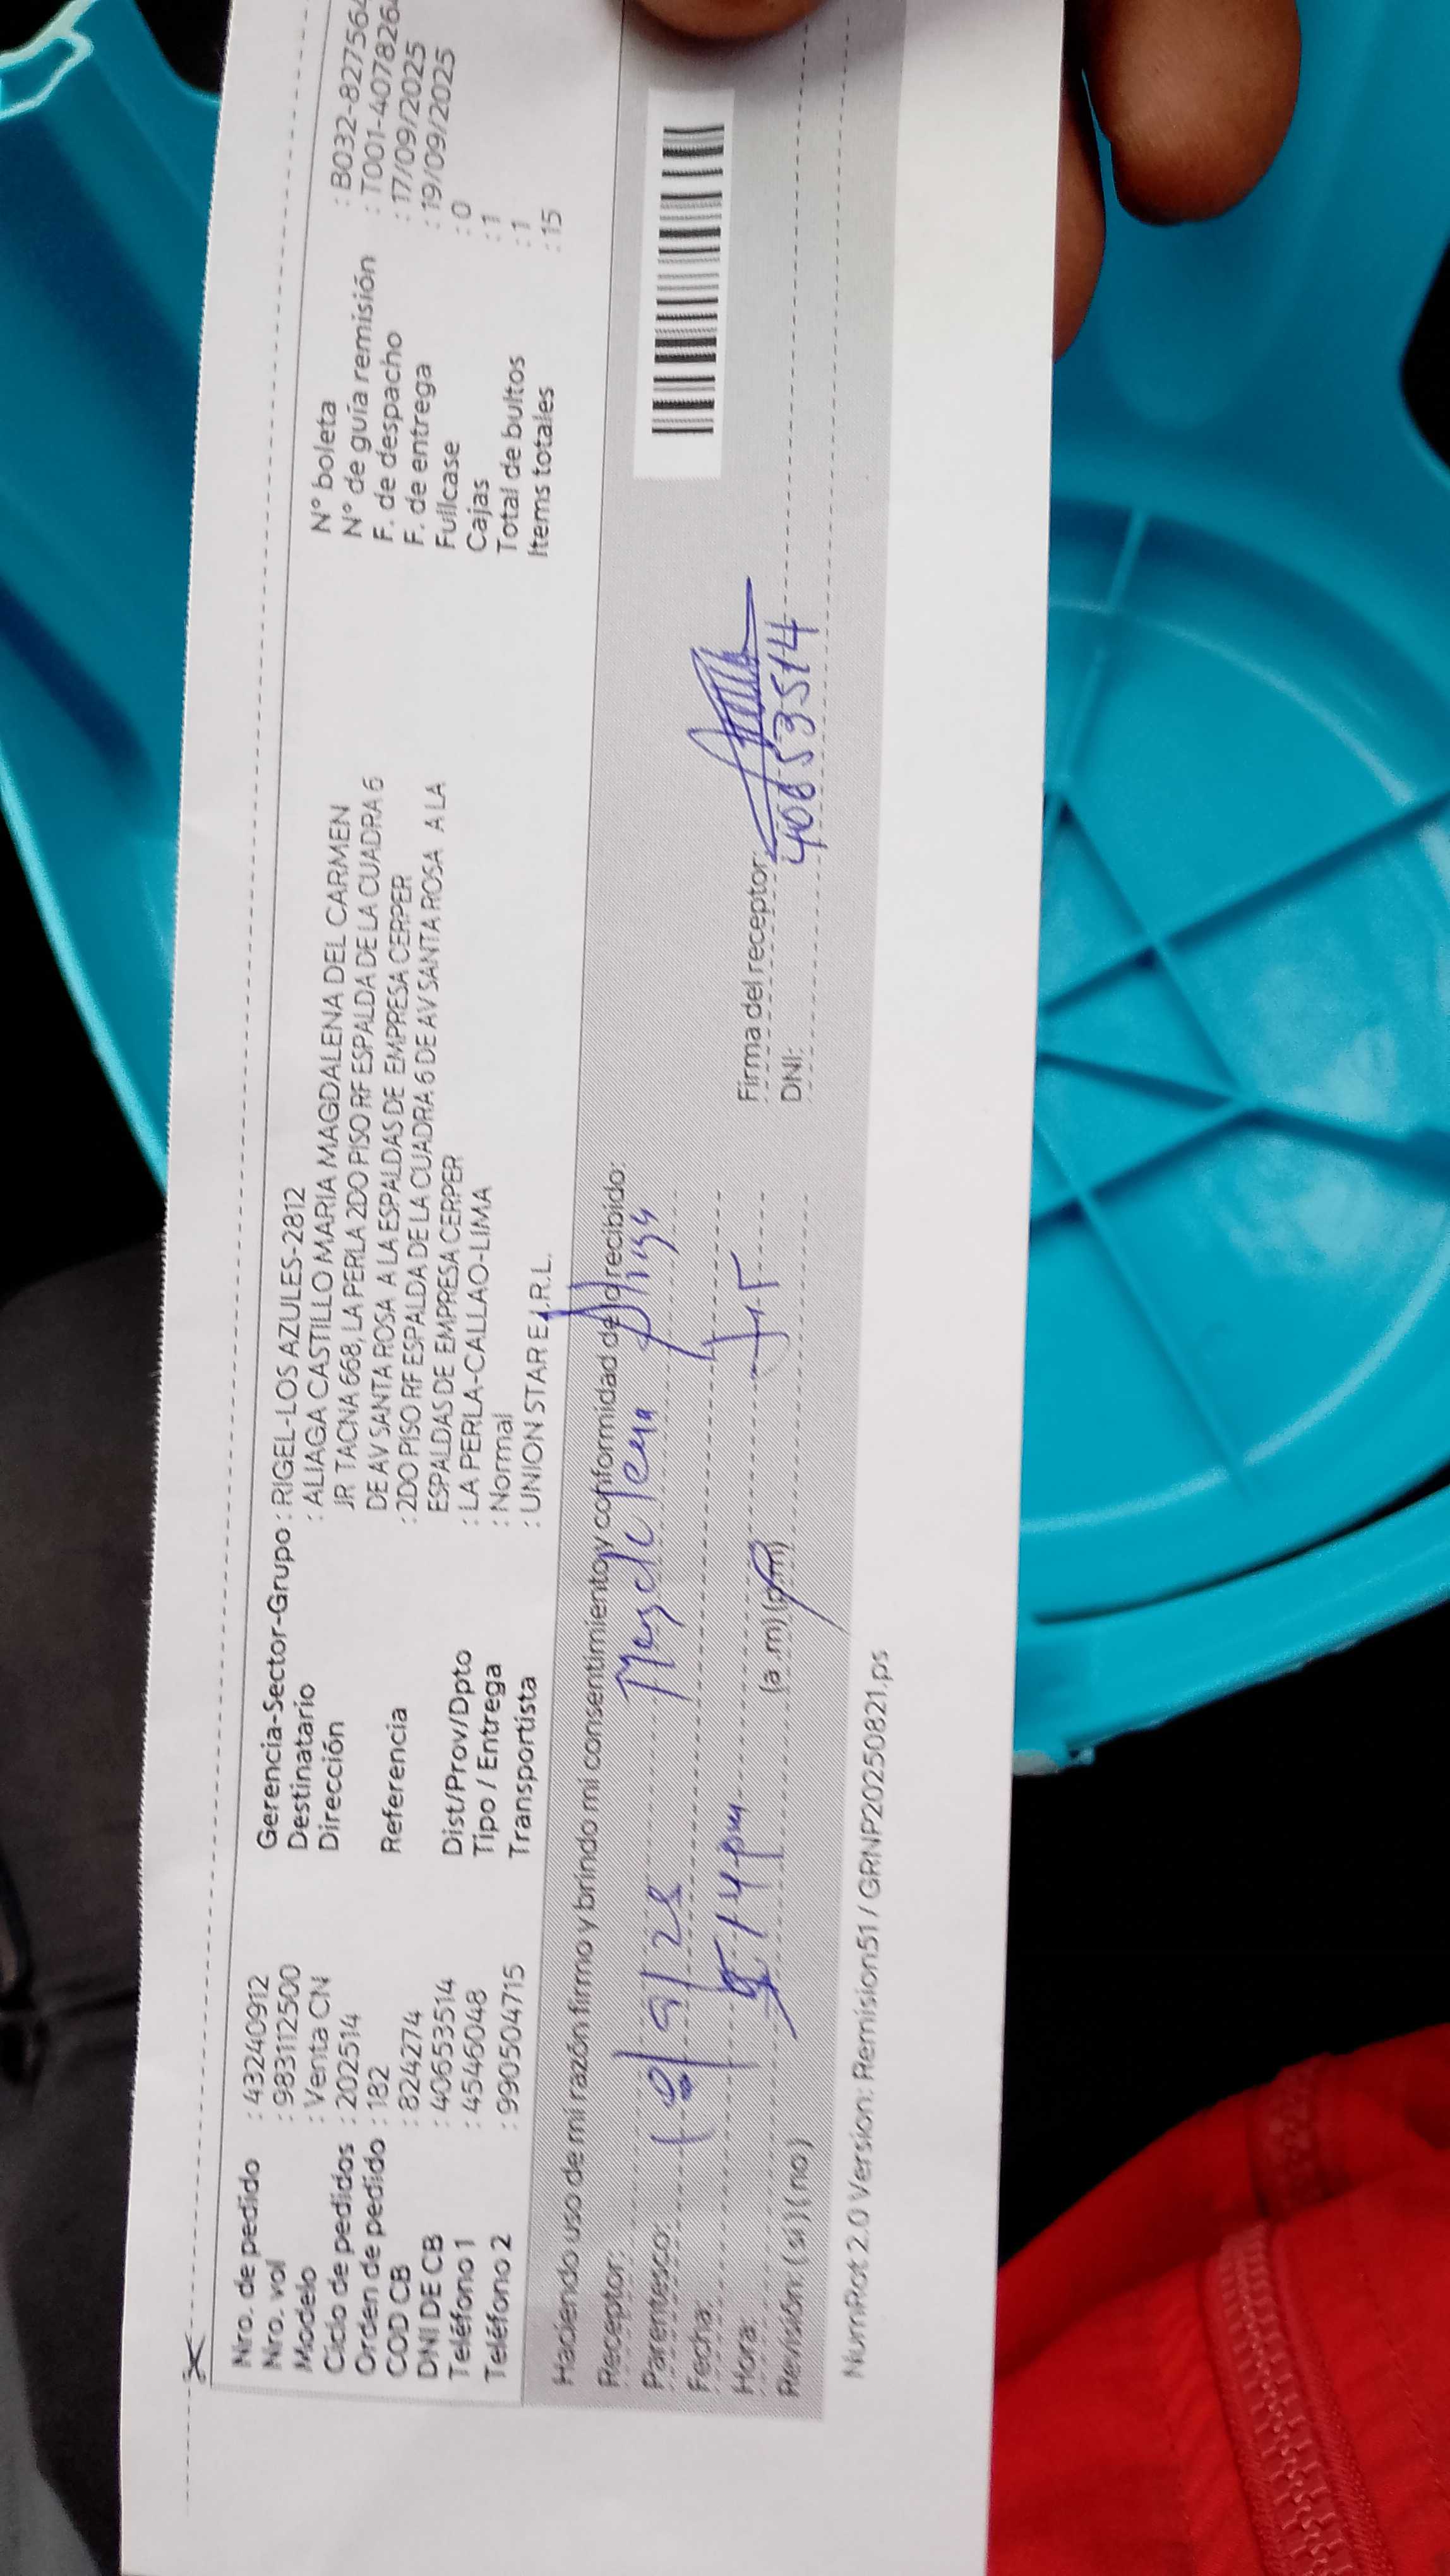 Nro. de pedido : 43240912
Nro. vol : 983112500
Modelo : Venta CN
Ciclo de pedidos : 202514
Orden de pedido : 182
COD CB : 824274
DNI DE CB : 40653514
Teléfono 1 : 4546048
Teléfono 2 : 990504715
Gerencia-Sector-Grupo : RIGEL-LOS AZULES-2812
Destinatario : ALIAGA CASTILLO MARIA MAGDALENA DEL CARMEN
Dirección JR TACNA 668, LA PERLA 2DO PISO RF ESPALDA DE LA CUADRA 6
DE AV SANTA ROSA A LA ESPALDAS DE EMPRESA CERPER
Referencia : 2DO PISO RF ESPALDA DE LA CUADRA 6 DE AV SANTA ROSA A LA
ESPALDAS DE EMPRESA CERPER
Dist/Prov/Dpto : LA PERLA-CALLAO-LIMA
Tipo / Entrega : Normal
Transportista : UNION STAR E.I.R.L.
N° boleta : B032-827564
N° de guía remisión : T001-4078264
F. de despacho : 17/09/2025
F. de entrega : 19/09/2025
Fullcase : 0
Cajas : 1
Total de bultos : 1
Items totales : 15
Haciendo uso de mi razón firmo y brindo mi consentimiento y conformidad de lo recibido:
Receptor:
Parentesco:
Fecha:
Hora: (a.m)(p.m)
Revisión: (si) (no)
Firma del receptor:
DNI: 40653514
NumRot 2.0 Version: Remision51 / GRNP20250821.ps